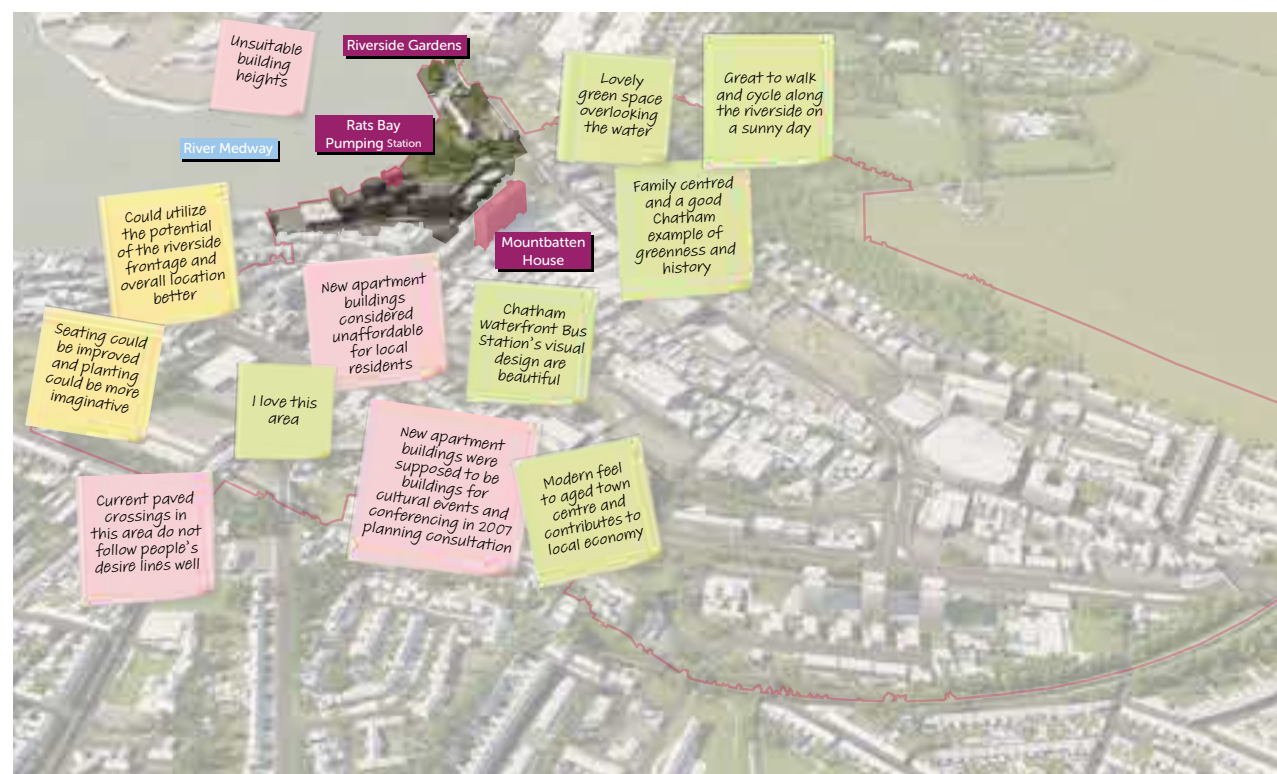 Unsuitable
building
heights
Riverside Gardens
Rats Bay
Pumping Station
River Medway
Lovely
green space
overlooking
the water
Great to walk
and cycle along
the riverside on
a sunny day
Could utilize
the potential
of the riverside
frontage and
overall location
better
Family centred
and a good
Chatham
example of
greenness and
history
Mountbatten
House
New apartment
buildings
considered
unaffordable
for local
residents
Chatham
Waterfront Bus
Station's visual
design are
beautiful
Seating could
be improved
and planting
could be more
imaginative
I love this
area
New apartment
buildings were
supposed to be
buildings for
cultural events and
conferencing in 2007
planning consultation
Modern feel
to aged town
centre and
contributes to
local economy
Current paved
crossings in
this area do not
follow people's
desire lines well